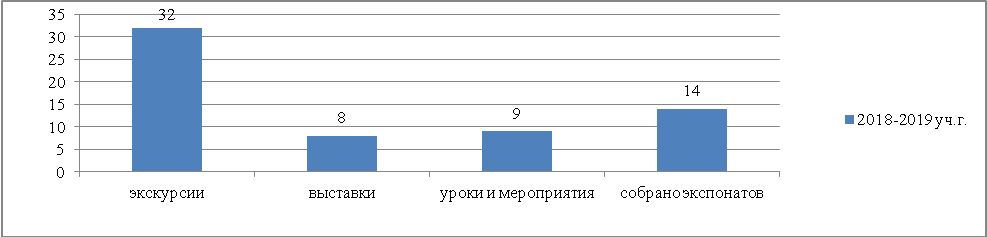 35
30
25
20
15
10
5
0
32
8
9
14
экскурсии
выставки
уроки и мероприятия
собрано экспонатов
2018-2019 уч.г.